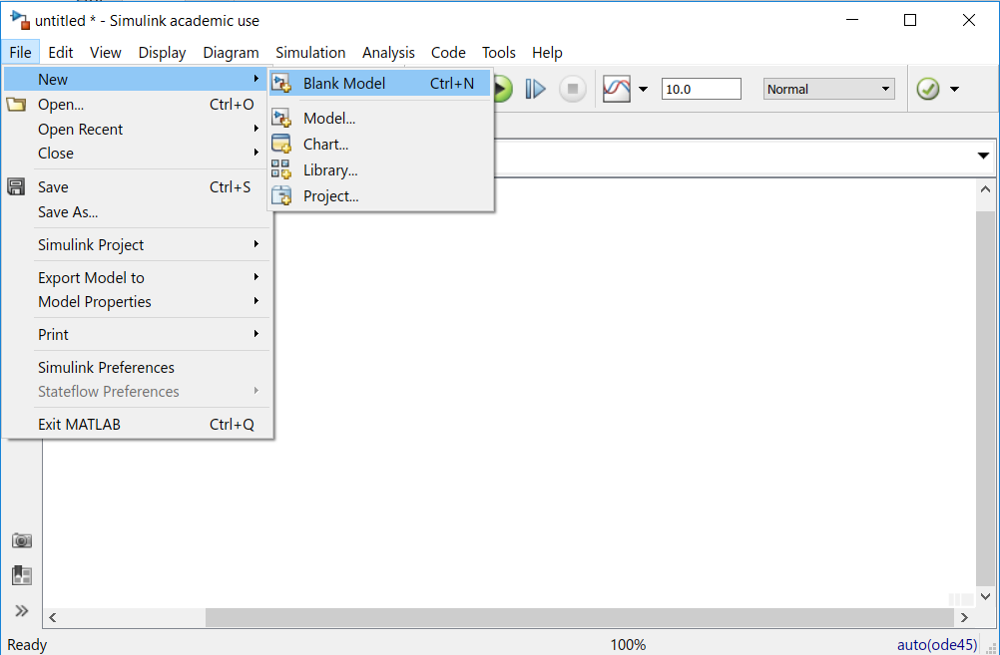 untitled * - Simulink academic use
File Edit View Display Diagram Simulation Analysis Code Tools Help
New
Blank Model Ctrl+N
10.0
Normal
Open... Ctrl+O
Model...
Open Recent
Chart...
Close
Library...
Save Ctrl+S
Project...
Save As...
Simulink Project
Export Model to
Model Properties
Print
Simulink Preferences
Stateflow Preferences
Exit MATLAB Ctrl+Q
Ready 100% auto(ode45)